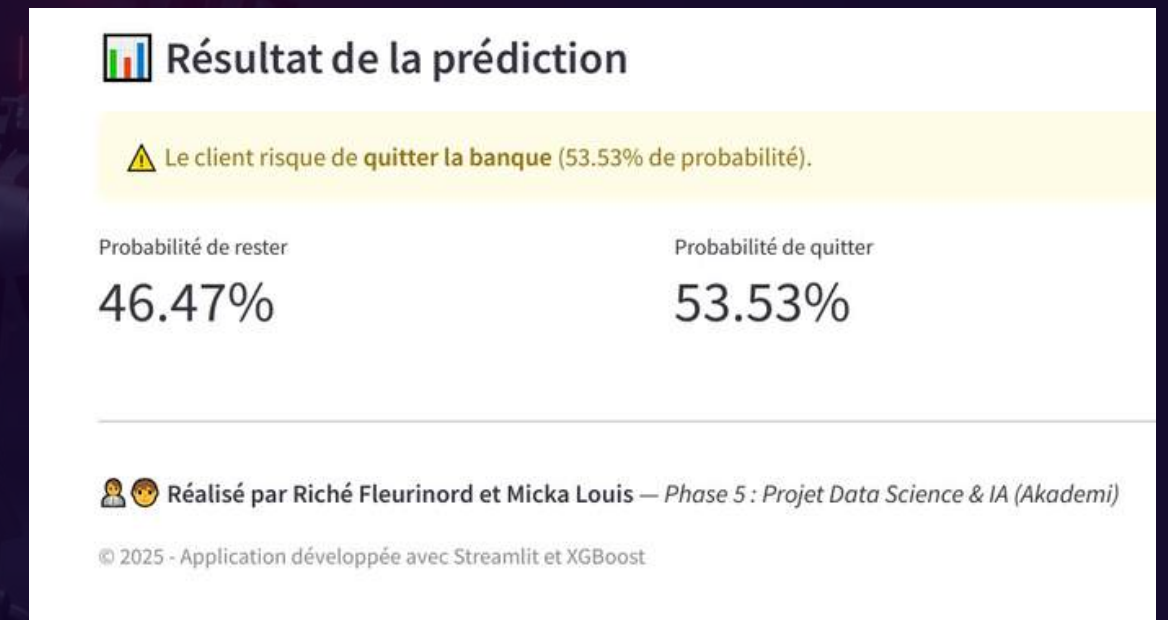 Résultat de la prédiction
Le client risque de quitter la banque (53.53% de probabilité).
Probabilité de rester
46.47%
Probabilité de quitter
53.53%
Réalisé par Riché Fleurinord et Micka Louis — Phase 5 : Projet Data Science & IA (Akademi)
© 2025 - Application développée avec Streamlit et XGBoost